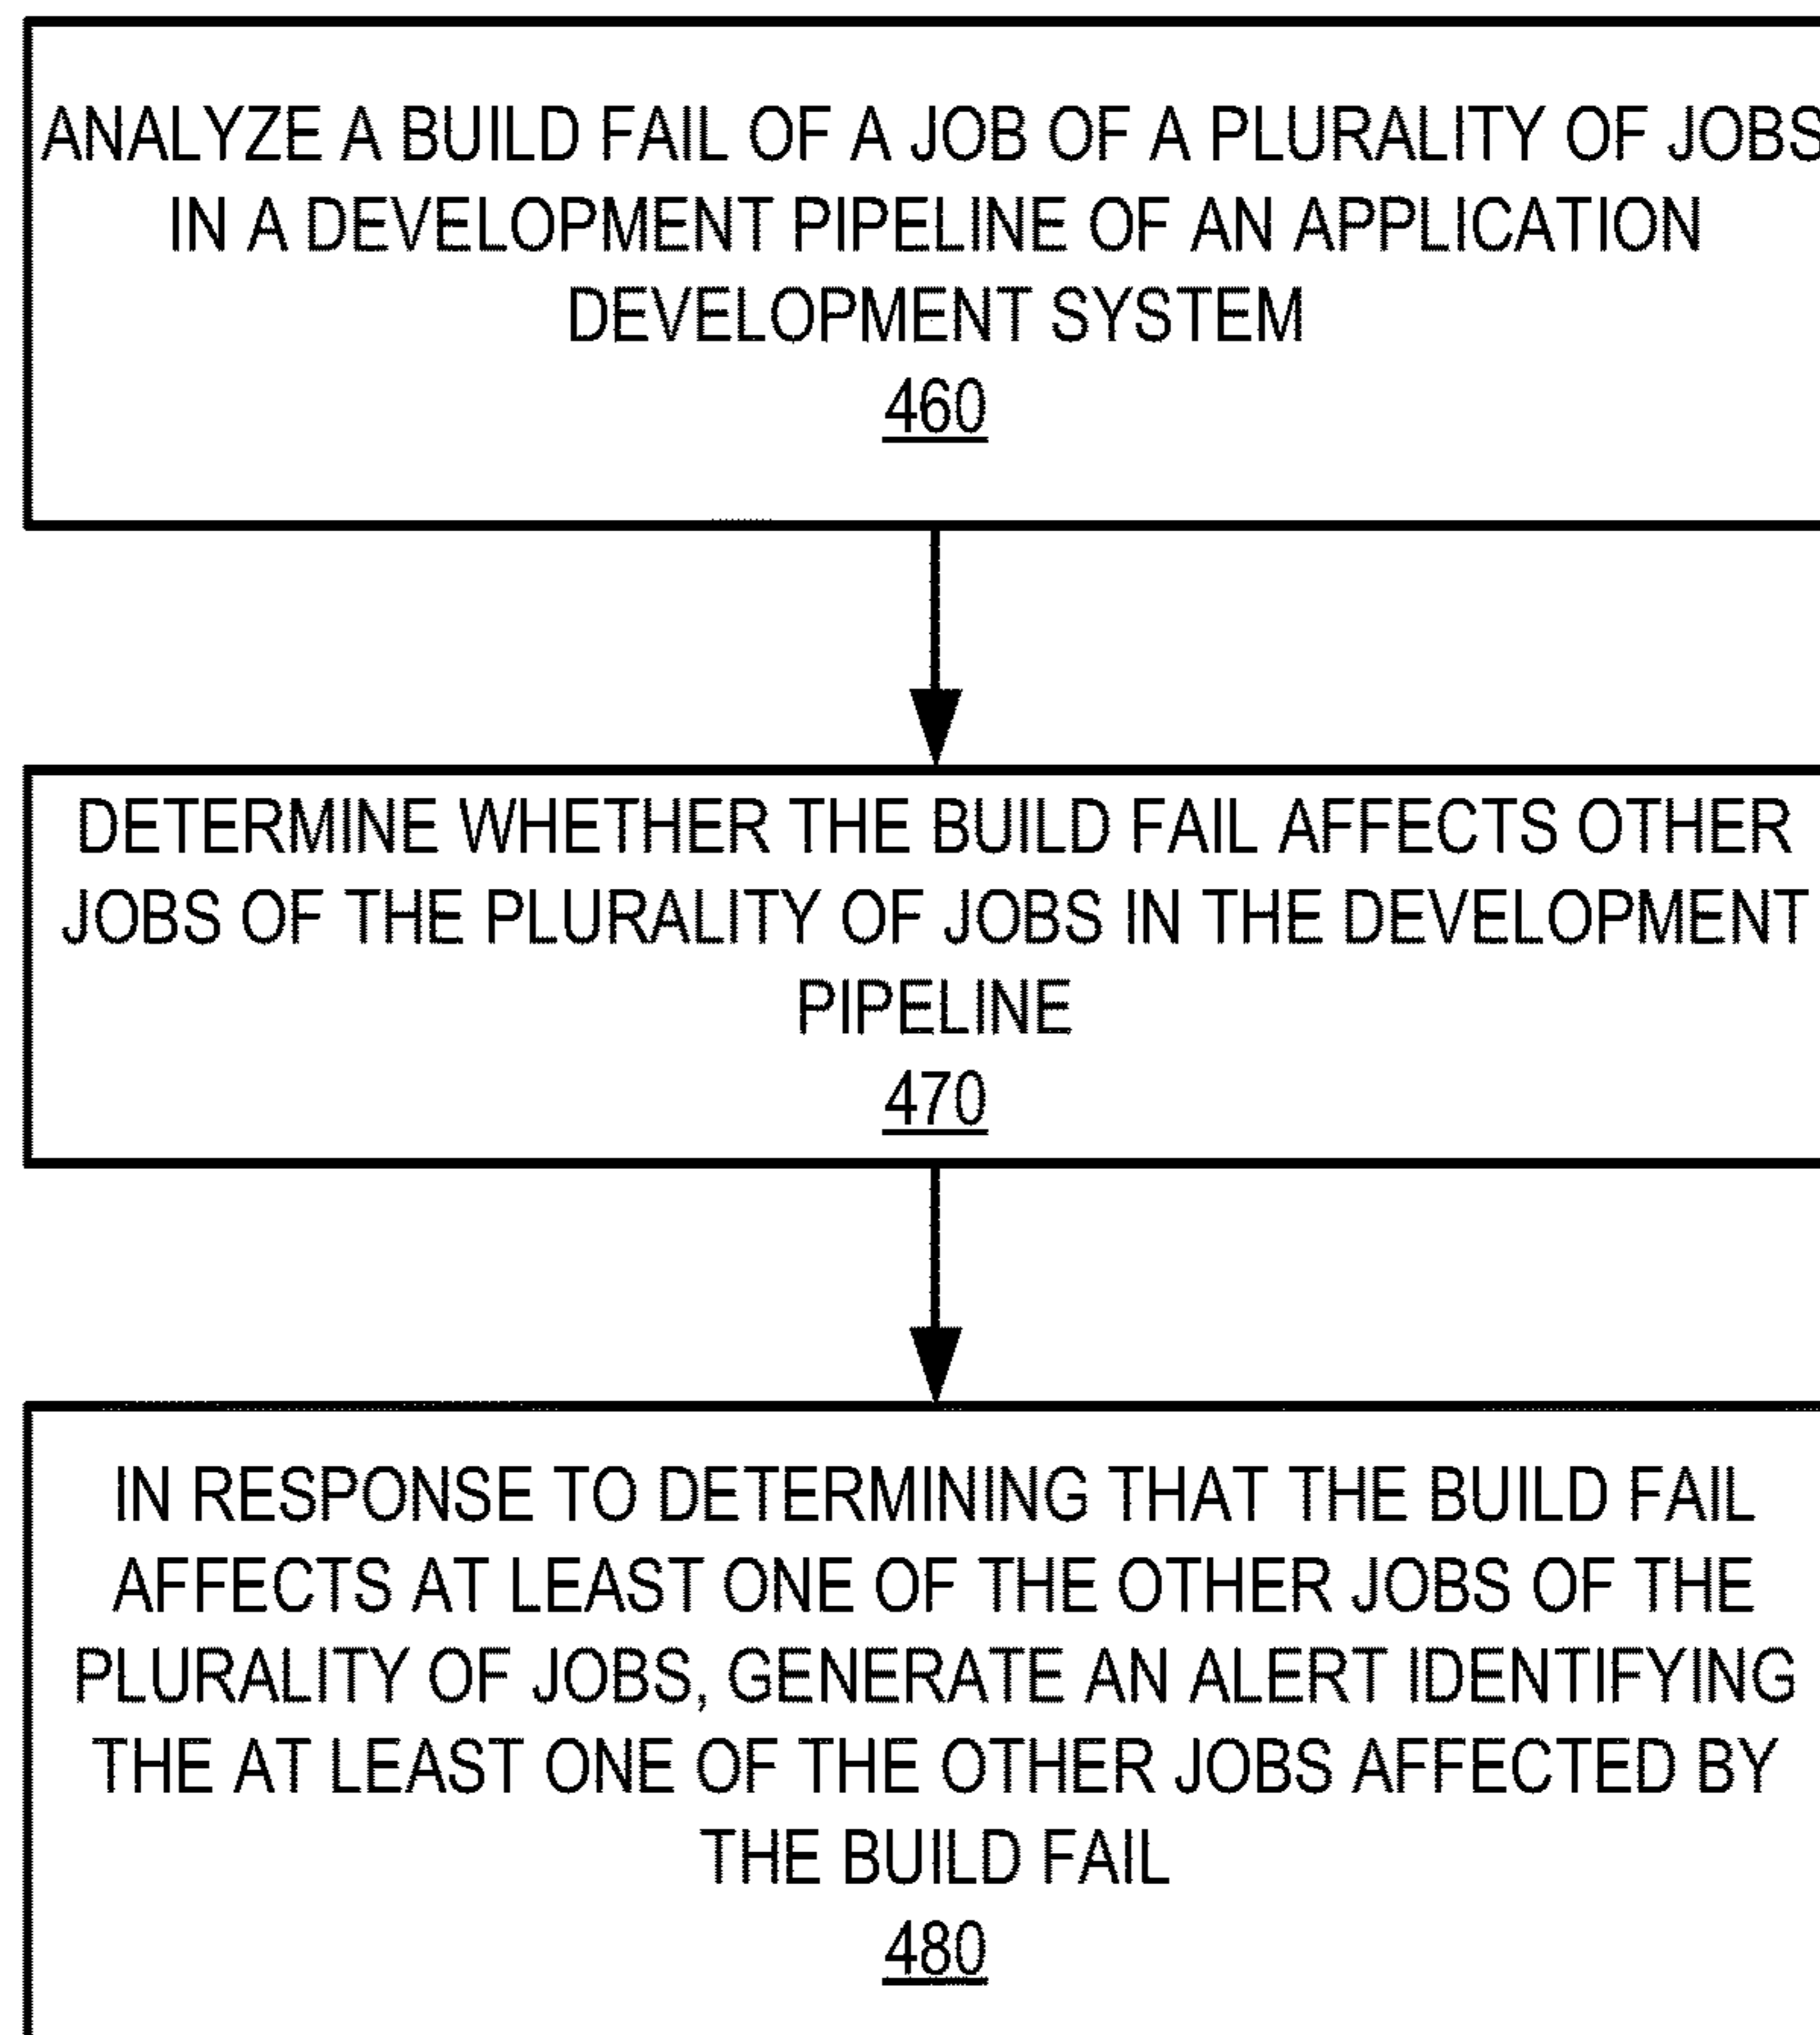 ANALYZE A BUILD FAIL OF A JOB OF A PLURALITY OF JOBS
IN A DEVELOPMENT PIPELINE OF AN APPLICATION
DEVELOPMENT SYSTEM
460
DETERMINE WHETHER THE BUILD FAIL AFFECTS OTHER
JOBS OF THE PLURALITY OF JOBS IN THE DEVELOPMENT
PIPELINE
470
IN RESPONSE TO DETERMINING THAT THE BUILD FAIL
AFFECTS AT LEAST ONE OF THE OTHER JOBS OF THE
PLURALITY OF JOBS, GENERATE AN ALERT IDENTIFYING
THE AT LEAST ONE OF THE OTHER JOBS AFFECTED BY
THE BUILD FAIL
480